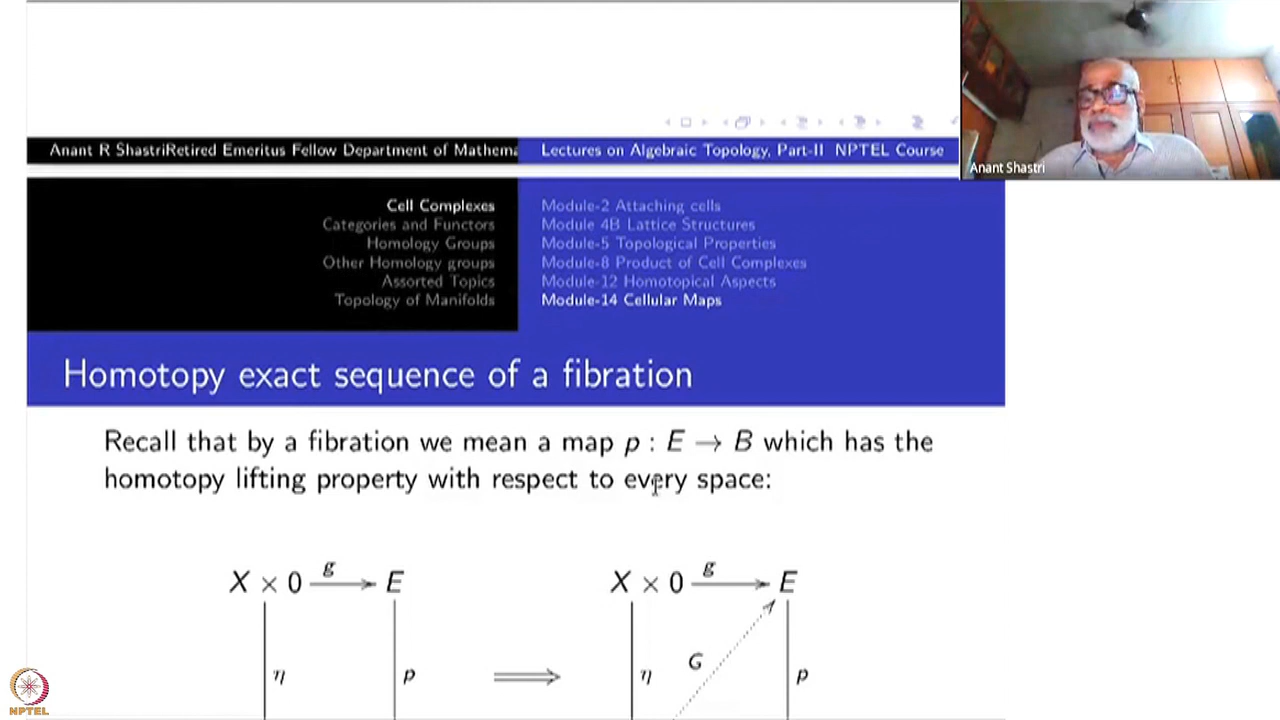 Anant R ShastriRetired Emeritus Fellow Department of Mathema
Lectures on Algebraic Topology, Part-II NPTEL Course
Anant Shastri
Cell Complexes
Categories and Functors
Homology Groups
Other Homology groups
Assorted Topics
Topology of Manifolds
Module-2 Attaching cells
Module 4B Lattice Structures
Module-5 Topological Properties
Module-8 Product of Cell Complexes
Module-12 Homotopical Aspects
Module-14 Cellular Maps
Homotopy exact sequence of a fibration
Recall that by a fibration we mean a map p : E → B which has the
homotopy lifting property with respect to every space:
g
X × 0 → E
η
p
⟹
g
X × 0 → E
G
η
p
NPTEL